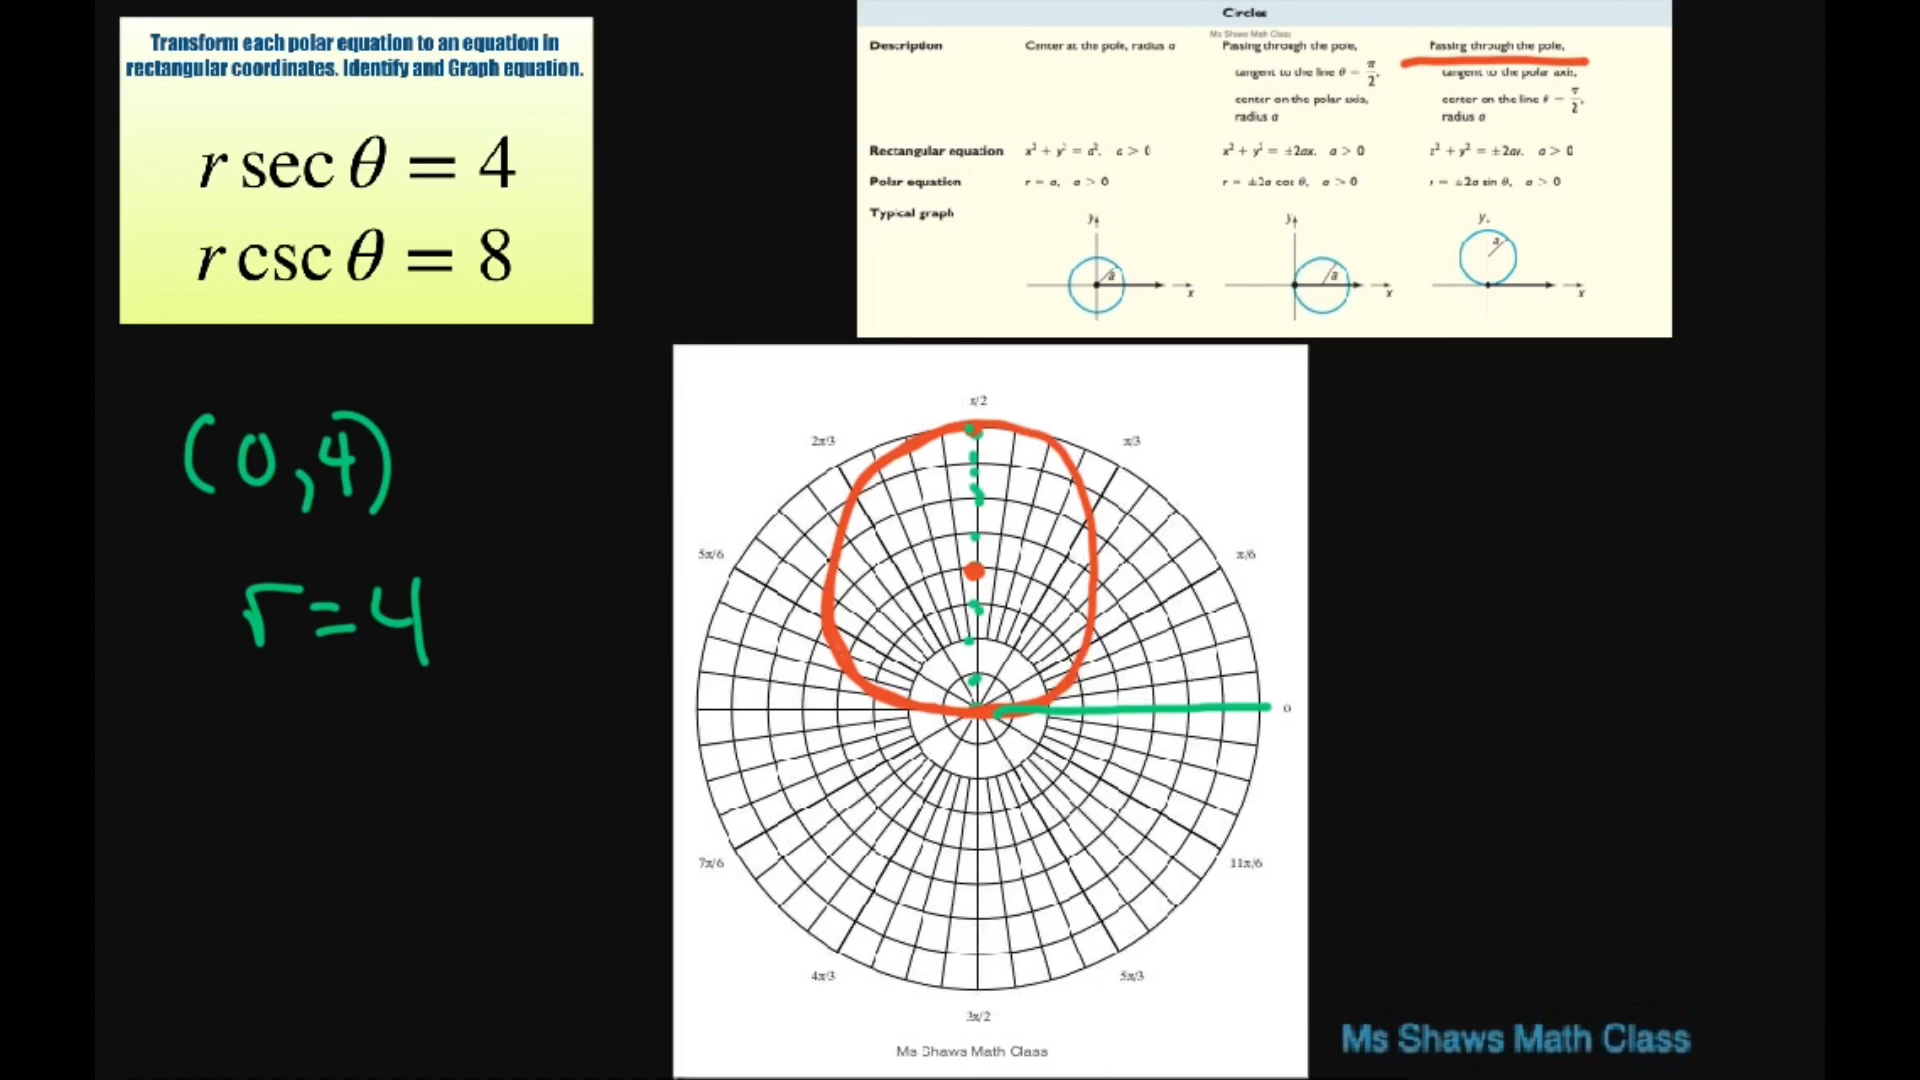 Transform each polar equation to an equation in
rectangular coordinates. Identify and Graph equation.
r sec θ = 4
r csc θ = 8
(0,4)
r=4
Circles
Ms Shaws Math Class
Description
Center at the pole, radius a
Passing through the pole,
tangent to the line θ = π/2,
center on the polar axis,
radius a
Passing through the pole,
tangent to the polar axis,
center on the line θ = π/2,
radius a
Rectangular equation
x² + y² = a², a > 0
x² + y² = ±2ax, a > 0
x² + y² = ±2ay, a > 0
Polar equation
r = a, a > 0
r = ±2a cos θ, a > 0
r = ±2a sin θ, a > 0
Typical graph
y
a
x
y
a
x
y
a
x
π/2
2π/3
π/3
5π/6
π/6
0
7π/6
11π/6
4π/3
5π/3
3π/2
Ms Shaws Math Class
Ms Shaws Math Class